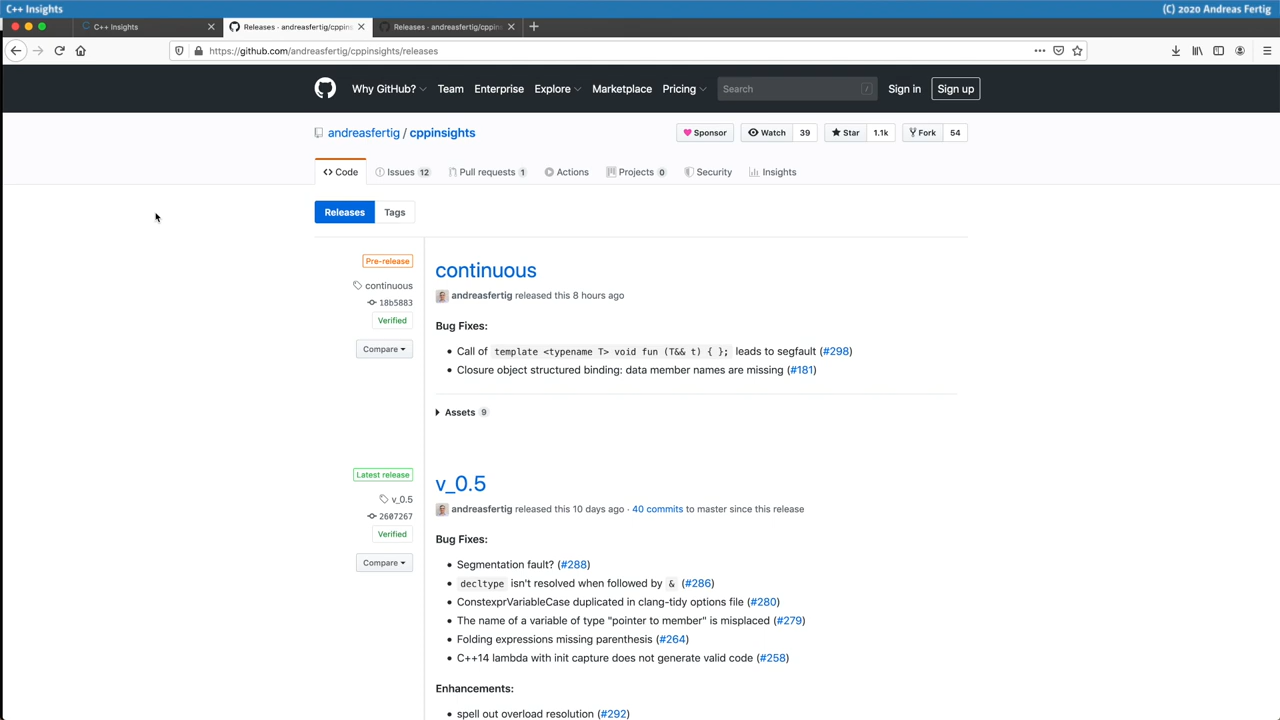 C++ Insights
(C) 2020 Andreas Fertig
C++ Insights
Releases · andreasfertig/cppins
Releases · andreasfertig/cppins
https://github.com/andreasfertig/cppinsights/releases
Why GitHub? Team Enterprise Explore Marketplace Pricing Search / Sign in Sign up
andreasfertig / cppinsights
Sponsor Watch 39 Star 1.1k Fork 54
Code Issues 12 Pull requests 1 Actions Projects 0 Security Insights
Releases Tags
Pre-release
continuous
18b5883
Verified
Compare
continuous
andreasfertig released this 8 hours ago
Bug Fixes:
• Call of template <typename T> void fun (T&& t) { }; leads to segfault (#298)
• Closure object structured binding: data member names are missing (#181)
Assets 9
Latest release
v_0.5
2607267
Verified
Compare
v_0.5
andreasfertig released this 10 days ago · 40 commits to master since this release
Bug Fixes:
• Segmentation fault? (#288)
• decltype isn't resolved when followed by & (#286)
• ConstexprVariableCase duplicated in clang-tidy options file (#280)
• The name of a variable of type "pointer to member" is misplaced (#279)
• Folding expressions missing parenthesis (#264)
• C++14 lambda with init capture does not generate valid code (#258)
Enhancements:
• spell out overload resolution (#292)